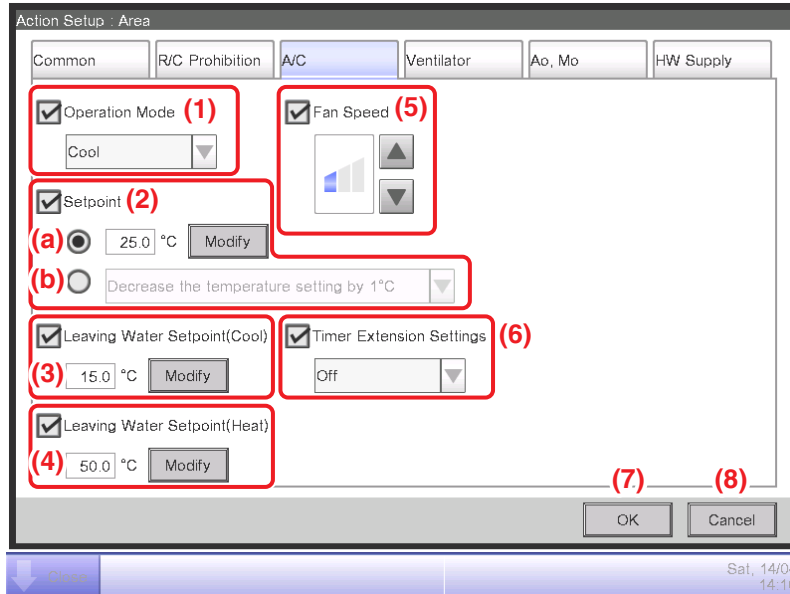 Action Setup : Area
Common R/C Prohibition A/C Ventilator Ao, Mo HW Supply
Operation Mode (1)
Cool
Fan Speed (5)
Setpoint (2)
(a) 25.0 °C Modify
(b) Decrease the temperature setting by 1°C
Leaving Water Setpoint(Cool)
(3) 15.0 °C Modify
Timer Extension Settings (6)
Off
Leaving Water Setpoint(Heat)
(4) 50.0 °C Modify
(7) (8)
OK Cancel
Sat, 14/0
14:1